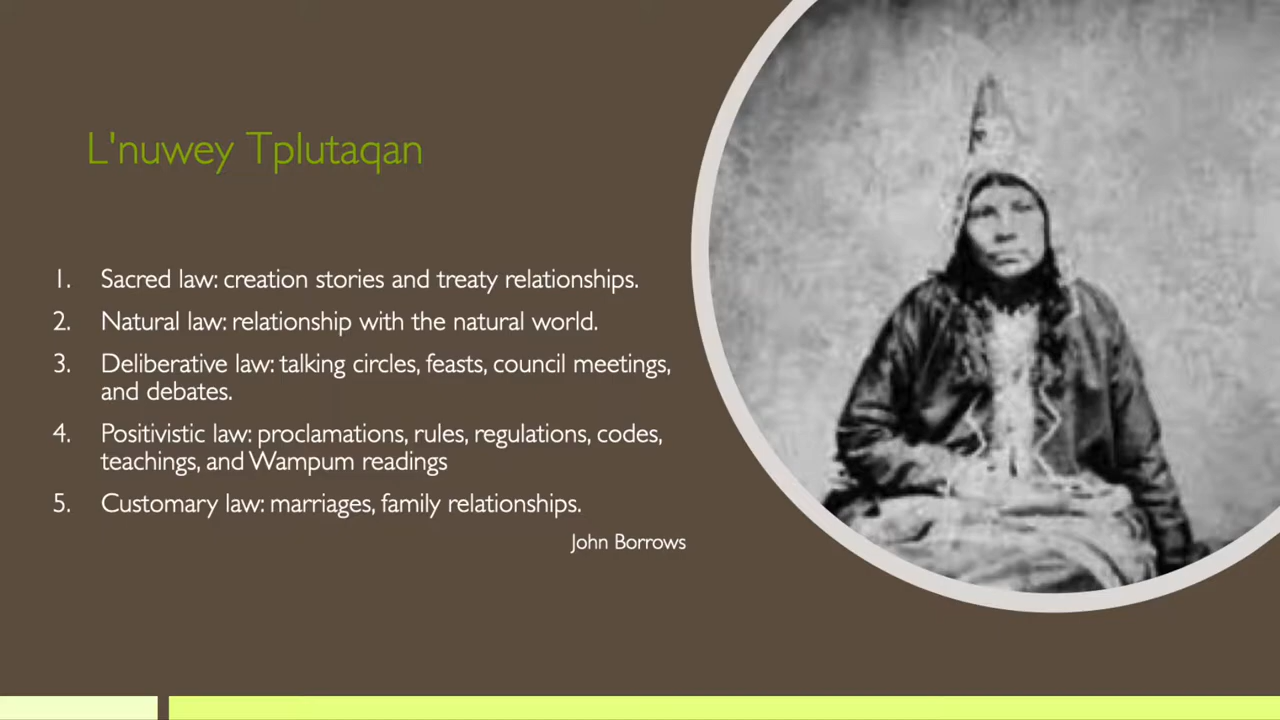 L'nuwey Tplutaqan
1. Sacred law: creation stories and treaty relationships.
2. Natural law: relationship with the natural world.
3. Deliberative law: talking circles, feasts, council meetings,
and debates.
4. Positivistic law: proclamations, rules, regulations, codes,
teachings, and Wampum readings
5. Customary law: marriages, family relationships.
John Borrows